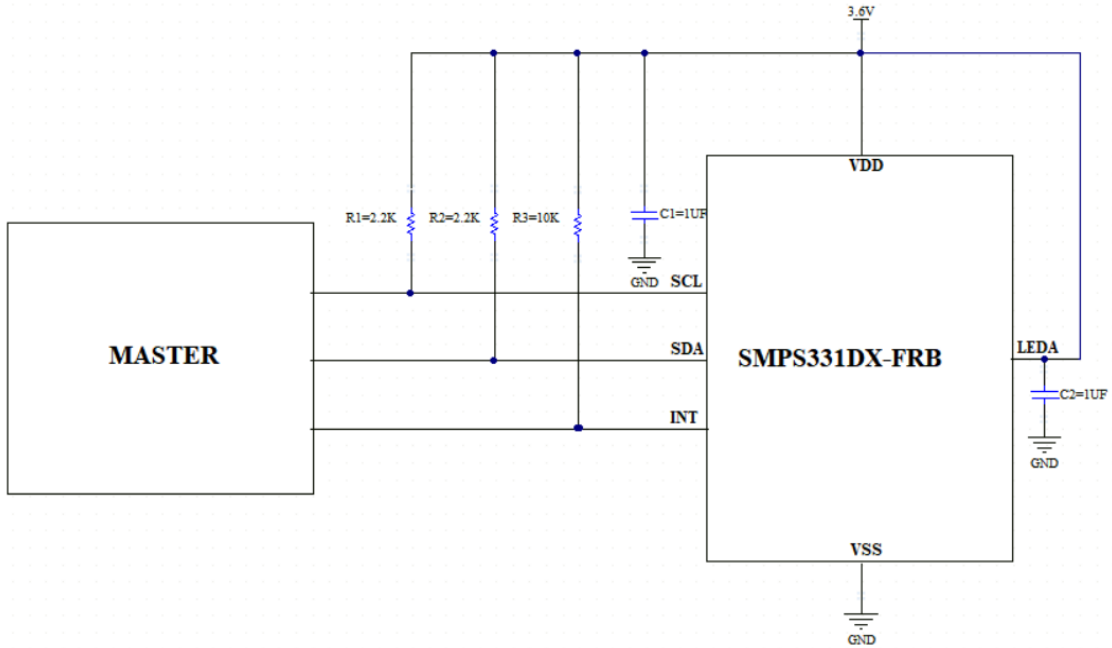 3.6V
VDD
R1=2.2K
R2=2.2K
R3=10K
C1=1UF
GND
SCL
MASTER
SDA
SMPS331DX-FRB
LEDA
C2=1UF
INT
GND
VSS
GND